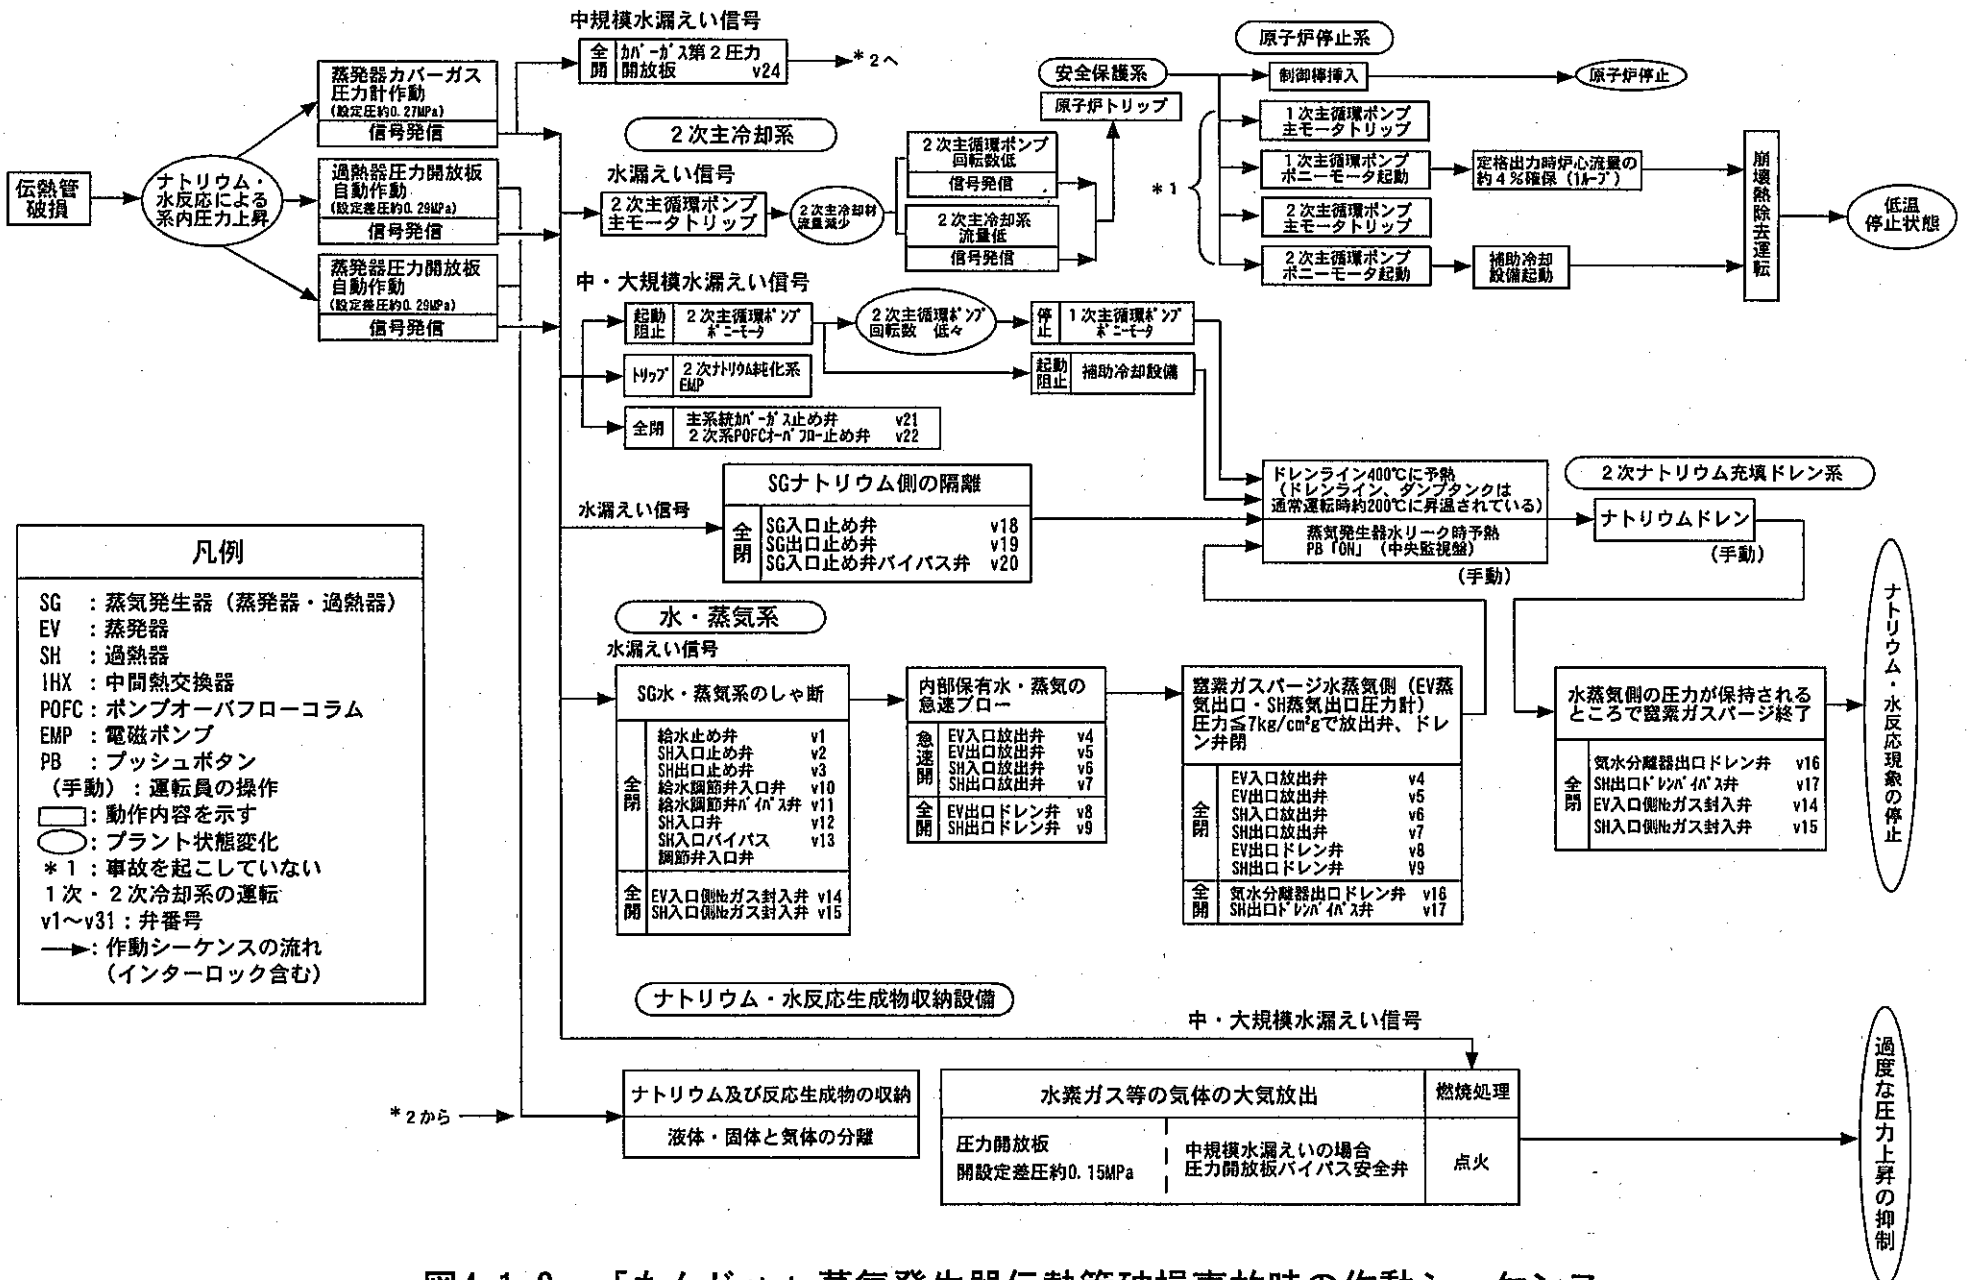 伝熱管
破損
ナトリウム・
水反応による
系内圧力上昇
蒸発器カバーガス
圧力計作動
(設定圧約0.27MPa)
信号発信
過熱器圧力開放板
自動作動
(設定差圧約0.29MPa)
信号発信
蒸発器圧力開放板
自動作動
(設定差圧約0.29MPa)
信号発信
中規模水漏えい信号
全開
カバーガス第2圧力
開放板 v24
*2へ
2次主冷却系
水漏えい信号
2次主循環ポンプ
主モータトリップ
2次主冷却材
流量減少
2次主循環ポンプ
回転数低
信号発信
2次主冷却系
流量低
信号発信
安全保護系
原子炉トリップ
原子炉停止系
制御棒挿入
原子炉停止
*1
1次主循環ポンプ
主モータトリップ
1次主循環ポンプ
ポニーモータ起動
定格出力時炉心流量の
約4%確保(1ループ)
2次主循環ポンプ
主モータトリップ
2次主循環ポンプ
ポニーモータ起動
補助冷却
設備起動
崩壊熱除去運転
低温
停止状態
中・大規模水漏えい信号
起動
阻止
2次主循環ポンプ
ポニーモータ
2次主循環ポンプ
回転数 低々
停止
1次主循環ポンプ
ポニーモータ
トリップ
2次ナトリウム純化系
EMP
起動
阻止
補助冷却設備
全閉
主系統カバーガス止め弁 v21
2次系POFCオーバフロー止め弁 v22
SGナトリウム側の隔離
水漏えい信号
全閉
SG入口止め弁 v18
SG出口止め弁 v19
SG入口止め弁バイパス弁 v20
ドレンライン400℃に予熱
(ドレンライン、ダンプタンクは
通常運転時約200℃に昇温されている)
蒸気発生器水リーク時予熱
PB「ON」(中央監視盤)
(手動)
2次ナトリウム充填ドレン系
ナトリウムドレン
(手動)
凡例
SG :蒸気発生器(蒸発器・過熱器)
EV :蒸発器
SH :過熱器
IHX :中間熱交換器
POFC:ポンプオーバフローコラム
EMP :電磁ポンプ
PB :プッシュボタン
(手動):運転員の操作
:動作内容を示す
:プラント状態変化
*1:事故を起こしていない
1次・2次冷却系の運転
v1~v31:弁番号
:作動シーケンスの流れ
(インターロック含む)
水・蒸気系
水漏えい信号
SG水・蒸気系のしゃ断
全閉
給水止め弁 v1
SH入口止め弁 v2
SH出口止め弁 v3
給水調節弁入口弁 v10
給水調節弁バイパス弁 v11
SH入口弁 v12
SH入口バイパス v13
調節弁入口弁
全開
EV入口側N₂ガス封入弁 v14
SH入口側N₂ガス封入弁 v15
内部保有水・蒸気の
急速ブロー
急速開
EV入口放出弁 v4
EV出口放出弁 v5
SH入口放出弁 v6
SH出口放出弁 v7
全開
EV出口ドレン弁 v8
SH出口ドレン弁 v9
窒素ガスパージ水蒸気側(EV蒸
気出口・SH蒸気出口圧力計)
圧力≦7kg/cm²gで放出弁、ドレ
ン弁閉
全閉
EV入口放出弁 v4
EV出口放出弁 v5
SH入口放出弁 v6
SH出口放出弁 v7
EV出口ドレン弁 v8
SH出口ドレン弁 V9
全開
気水分離器出口ドレン弁 v16
SH出口ドレンバイパス弁 v17
水蒸気側の圧力が保持される
ところで窒素ガスパージ終了
全閉
気水分離器出口ドレン弁 v16
SH出口ドレンバイパス弁 v17
EV入口側N₂ガス封入弁 v14
SH入口側N₂ガス封入弁 v15
ナトリウム・水反応現象の停止
ナトリウム・水反応生成物収納設備
中・大規模水漏えい信号
*2から
ナトリウム及び反応生成物の収納
液体・固体と気体の分離
水素ガス等の気体の大気放出
燃焼処理
圧力開放板
開設定差圧約0.15MPa
中規模水漏えいの場合
圧力開放板バイパス安全弁
点火
過度な圧力上昇の抑制
蒸気発生器伝熱管破損事故時の作動シーケンス